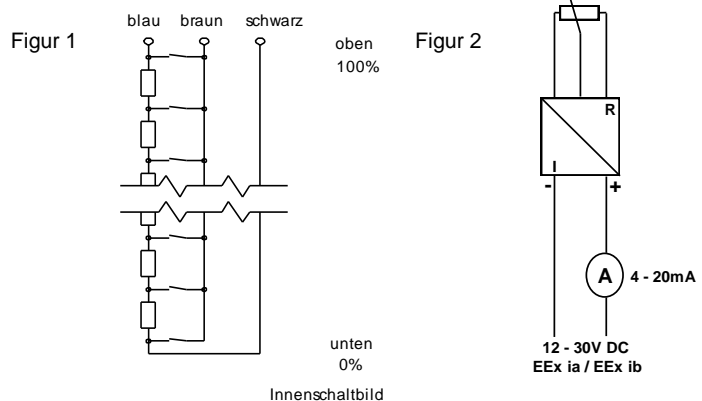 Figur 1
blau braun schwarz
oben
100%
unten
0%
Innenschaltbild
Figur 2
R
I
- +
A 4 - 20mA
12 - 30V DC
EEx ia / EEx ib